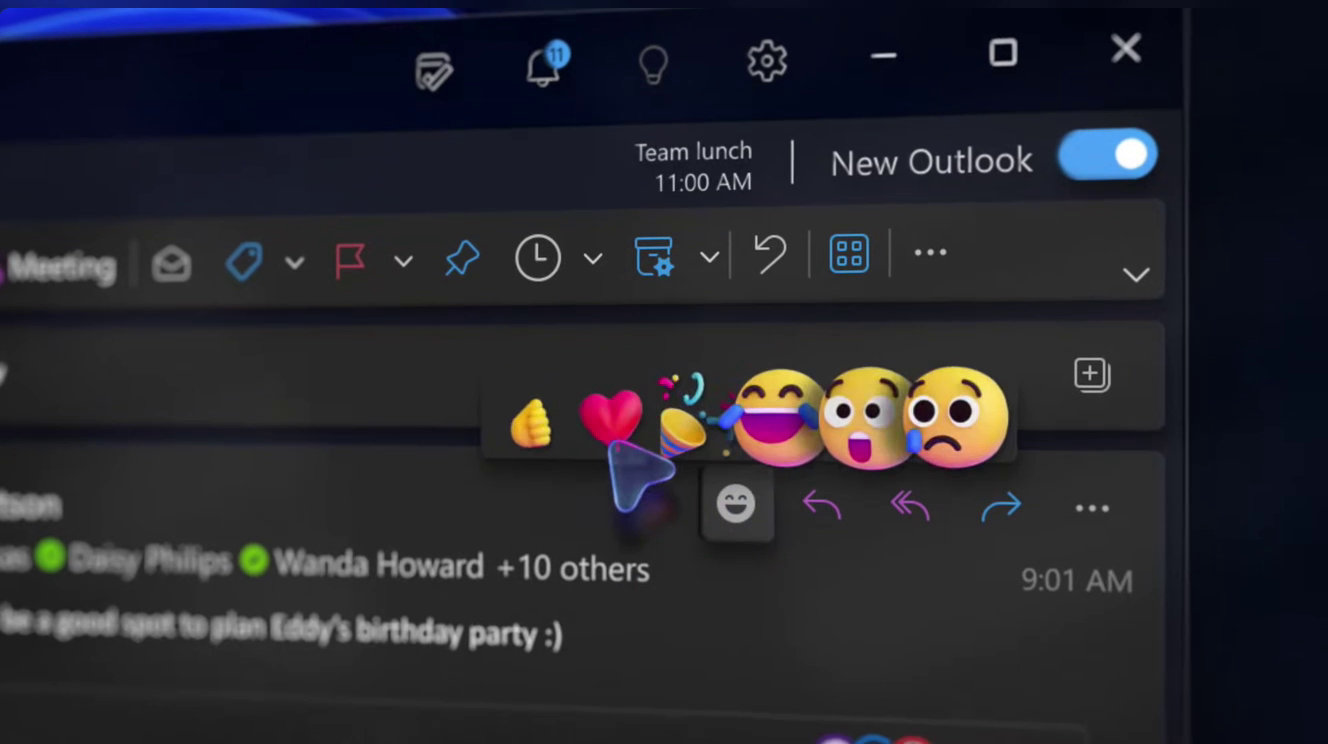 11
Team lunch
11:00 AM
New Outlook
Meeting
Daisy Philips Wanda Howard +10 others
9:01 AM
be a good spot to plan Eddy's birthday party :)